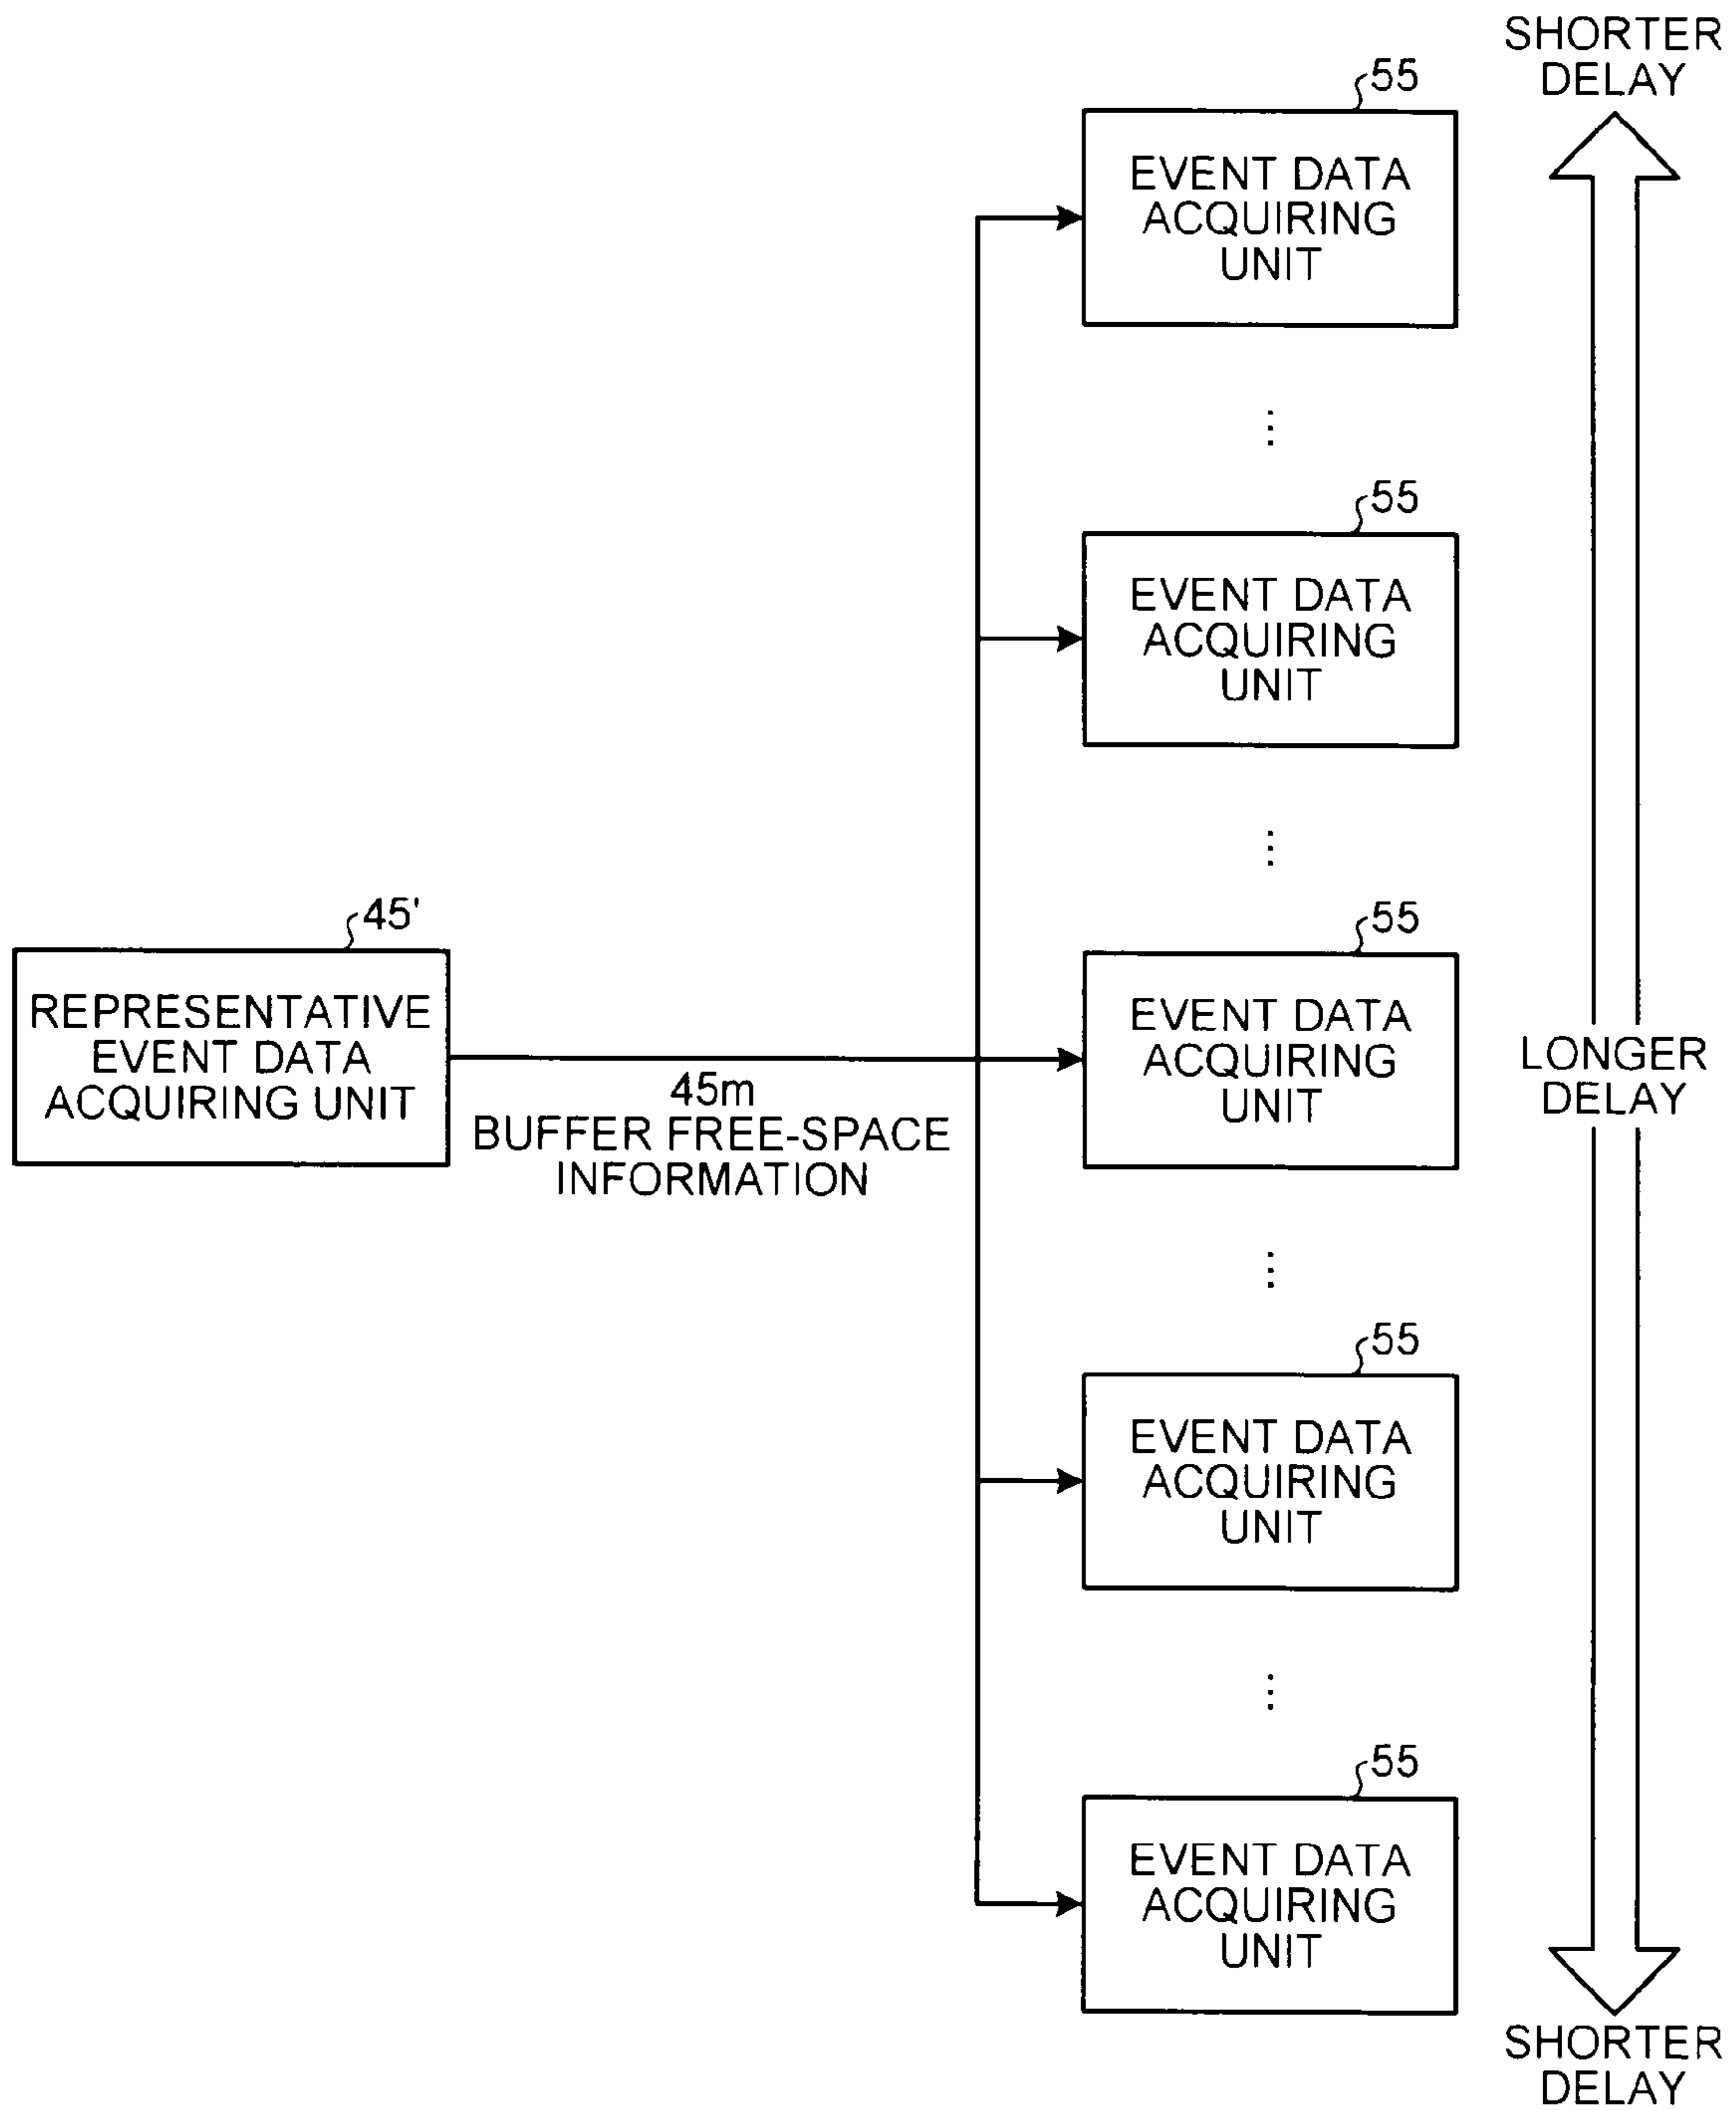 SHORTER
DELAY
55
EVENT DATA
ACQUIRING
UNIT
55
EVENT DATA
ACQUIRING
UNIT
45'
REPRESENTATIVE
EVENT DATA
ACQUIRING UNIT
45m
BUFFER FREE-SPACE
INFORMATION
55
EVENT DATA
ACQUIRING
UNIT
LONGER
DELAY
55
EVENT DATA
ACQUIRING
UNIT
55
EVENT DATA
ACQUIRING
UNIT
SHORTER
DELAY